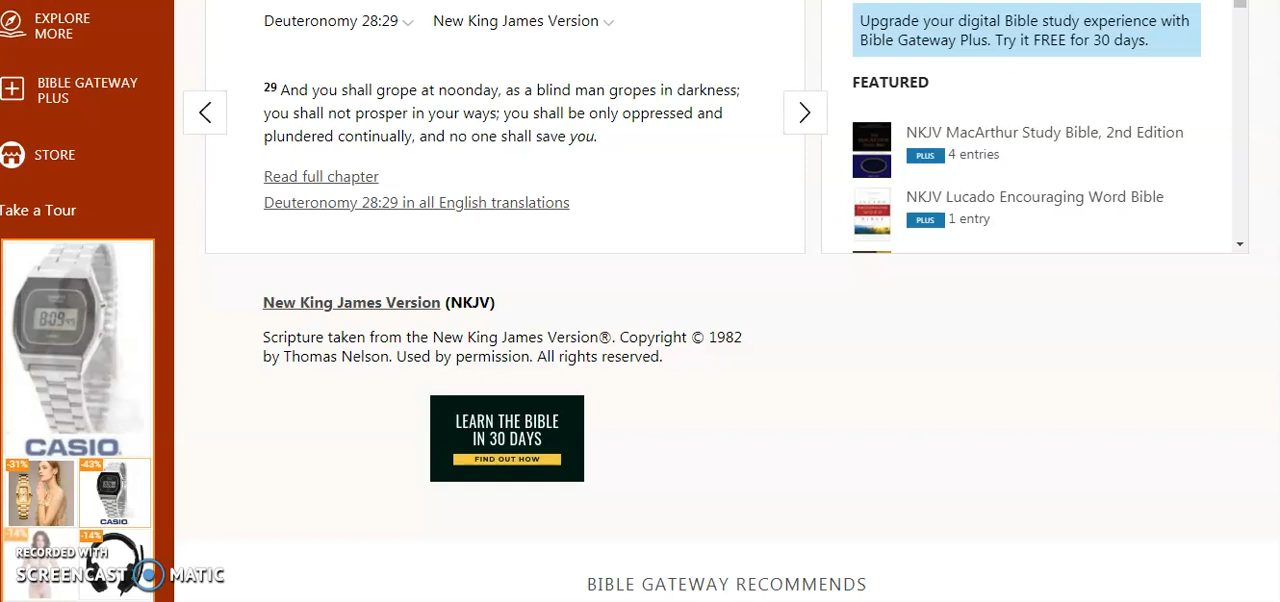 EXPLORE
MORE
BIBLE GATEWAY
PLUS
STORE
Take a Tour
08:09
CASIO
-31%
-43%
CASIO
-14%
-14%
RECORDED WITH
SCREENCAST MATIC
Deuteronomy 28:29 New King James Version
29 And you shall grope at noonday, as a blind man gropes in darkness;
you shall not prosper in your ways; you shall be only oppressed and
plundered continually, and no one shall save you.
Read full chapter
Deuteronomy 28:29 in all English translations
New King James Version (NKJV)
Scripture taken from the New King James Version®. Copyright © 1982
by Thomas Nelson. Used by permission. All rights reserved.
LEARN THE BIBLE
IN 30 DAYS
FIND OUT HOW
BIBLE GATEWAY RECOMMENDS
Upgrade your digital Bible study experience with
Bible Gateway Plus. Try it FREE for 30 days.
FEATURED
NKJV MacArthur Study Bible, 2nd Edition
PLUS 4 entries
NKJV Lucado Encouraging Word Bible
PLUS 1 entry